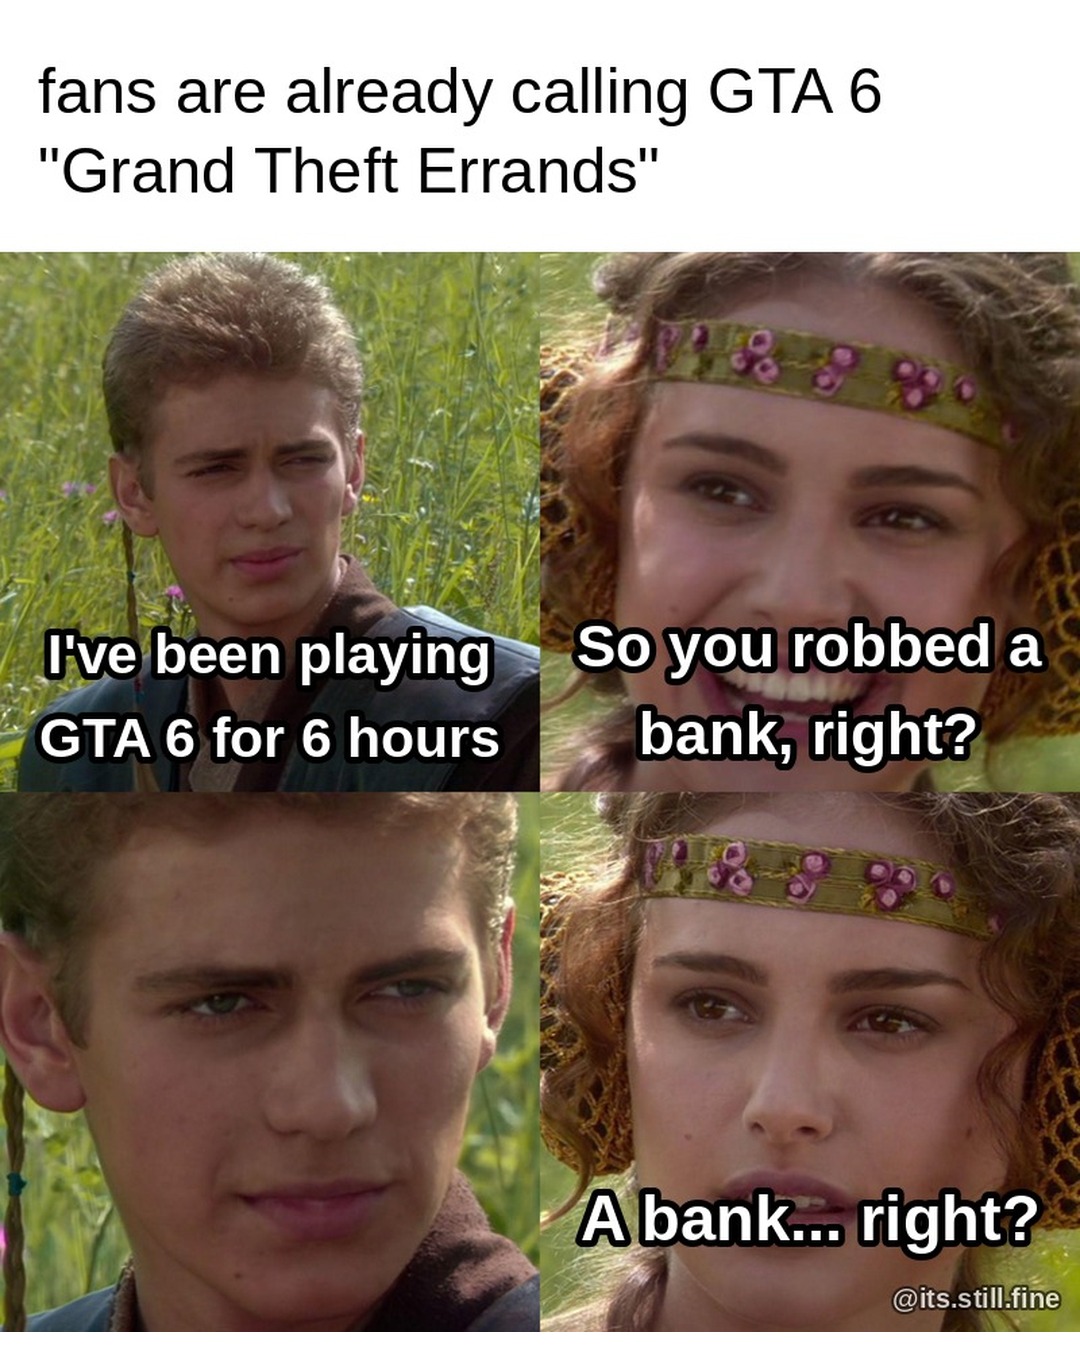 fans are already calling GTA 6
"Grand Theft Errands"
I've been playing
GTA 6 for 6 hours
So you robbed a
bank, right?
A bank... right?
@its.still.fine